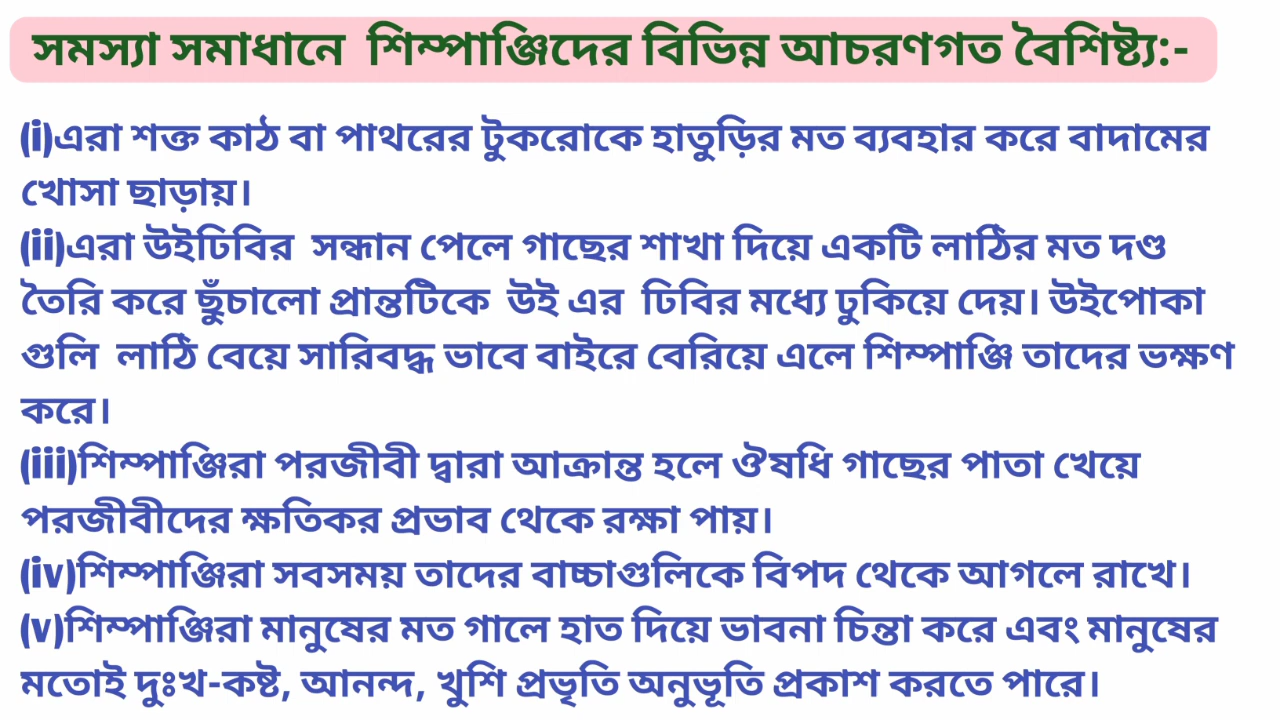 সমস্যা সমাধানে শিম্পাঞ্জিদের বিভিন্ন আচরণগত বৈশিষ্ট্য:-
(i)এরা শক্ত কাঠ বা পাথরের টুকরোকে হাতুড়ির মত ব্যবহার করে বাদামের
খোসা ছাড়ায়।
(ii)এরা উইঢিবির সন্ধান পেলে গাছের শাখা দিয়ে একটি লাঠির মত দণ্ড
তৈরি করে ছুঁচালো প্রান্তটিকে উই এর ঢিবির মধ্যে ঢুকিয়ে দেয়। উইপোকা
গুলি লাঠি বেয়ে সারিবদ্ধ ভাবে বাইরে বেরিয়ে এলে শিম্পাঞ্জি তাদের ভক্ষণ
করে।
(iii)শিম্পাঞ্জিরা পরজীবী দ্বারা আক্রান্ত হলে ঔষধি গাছের পাতা খেয়ে
পরজীবীদের ক্ষতিকর প্রভাব থেকে রক্ষা পায়।
(iv)শিম্পাঞ্জিরা সবসময় তাদের বাচ্চাগুলিকে বিপদ থেকে আগলে রাখে।
(v)শিম্পাঞ্জিরা মানুষের মত গালে হাত দিয়ে ভাবনা চিন্তা করে এবং মানুষের
মতোই দুঃখ-কষ্ট, আনন্দ, খুশি প্রভৃতি অনুভূতি প্রকাশ করতে পারে।